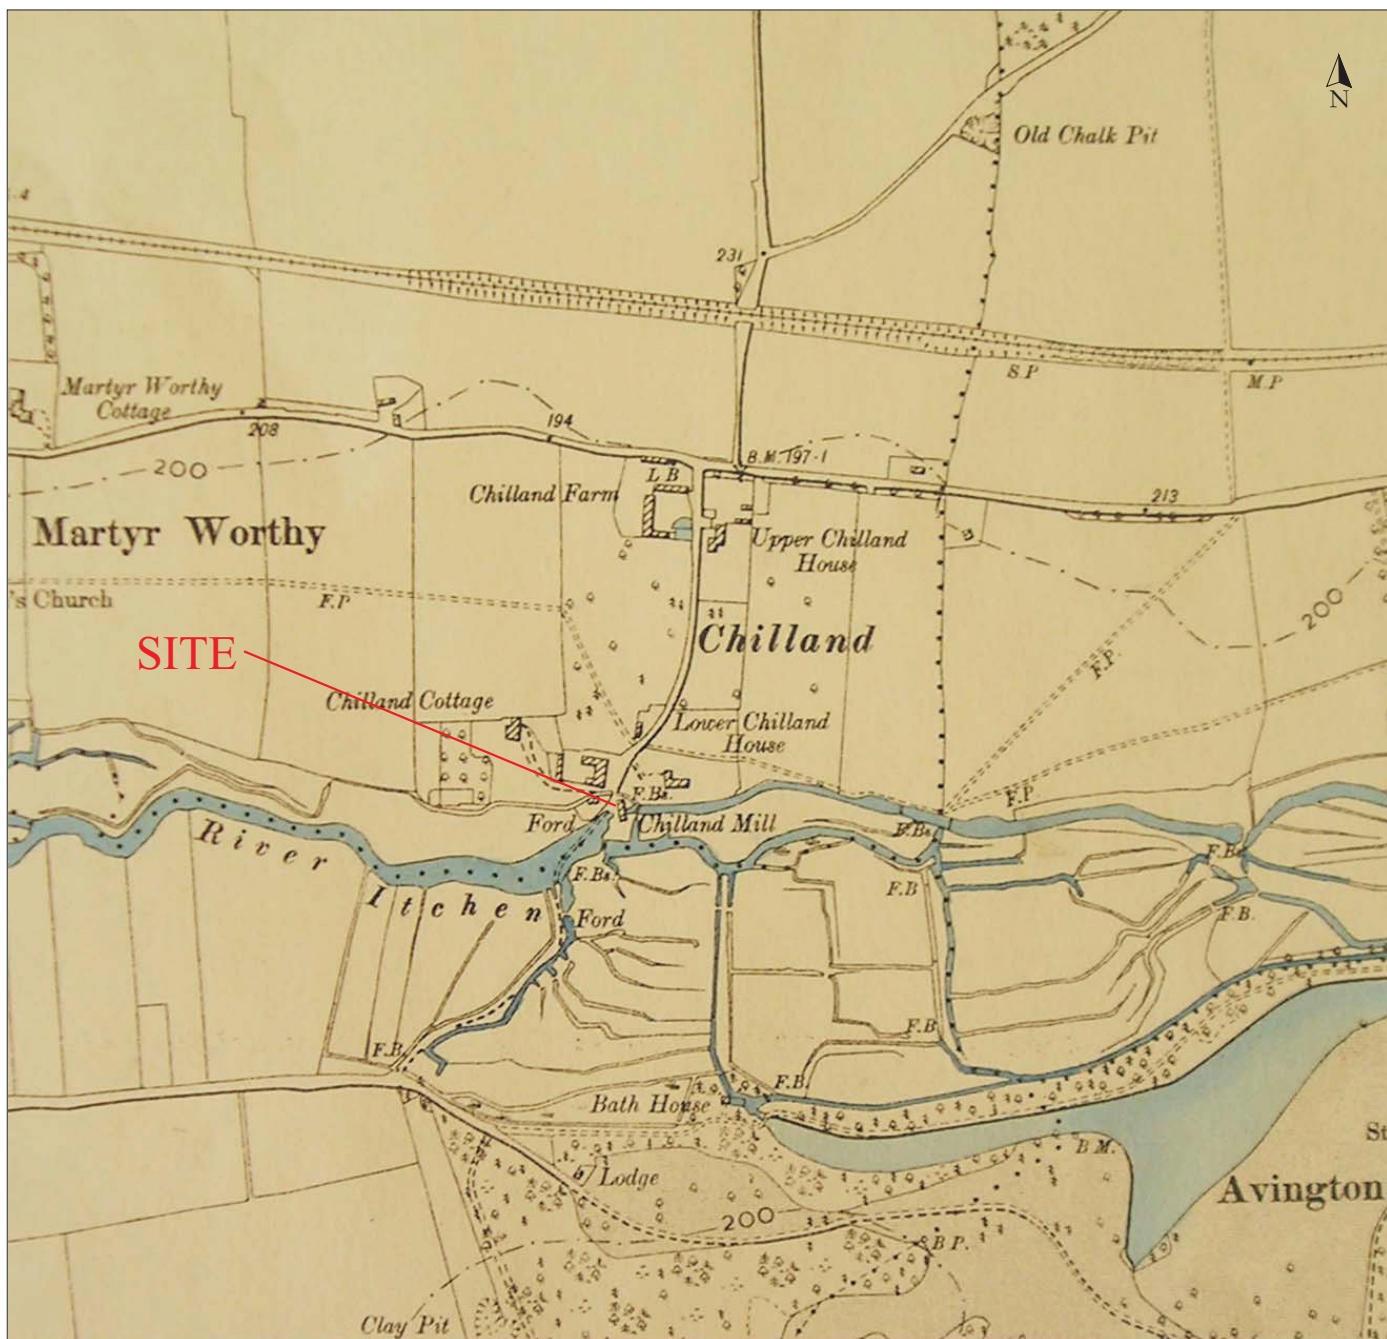 N
Old Chalk Pit
231
S.P
M.P
Martyr Worthy
Cottage
208
194
200
B.M. 197·1
L B
Chilland Farm
213
Martyr Worthy
Upper Chilland
House
's Church
F.P
200
SITE
Chilland
F.P.
Chilland Cottage
Lower Chilland
House
F.Bs.
F.P
Ford
Chilland Mill
F.Bs
River
F.Bs
F.Bs.
F.B
Itchen
Ford
F.B.
F.B
F.B.
F.B.
Bath House
B M.
St
Lodge
Avington
200
B P.
Clay Pit